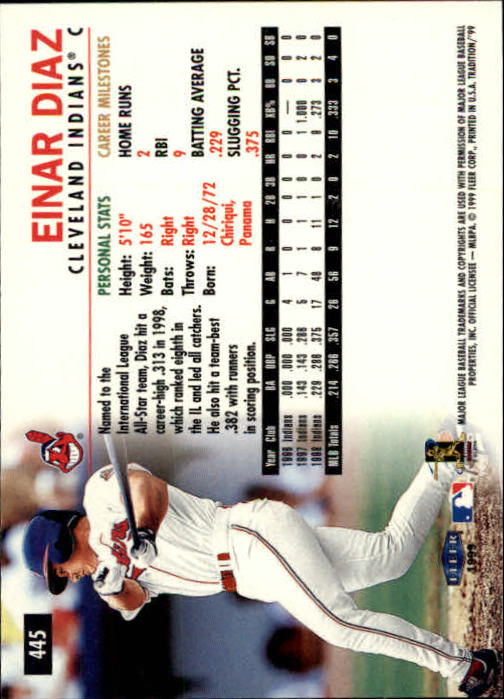 445
EINAR DIAZ
CLEVELAND INDIANS® C
Named to the
International League
All-Star team, Diaz hit a
career-high .313 in 1998,
which ranked eighth in
the IL and led all catchers.
He also hit a team-best
.382 with runners
in scoring position.
PERSONAL STATS
Height: 5'10"
Weight: 165
Bats: Right
Throws: Right
Born: 12/28/72
Chiriqui,
Panama
CAREER MILESTONES
HOME RUNS
2
RBI
9
BATTING AVERAGE
.229
SLUGGING PCT.
.375
Year Club BA OBP SLG G AB R H 2B 3B HR RBI XB% BB SO SB
1996 Indians .000 .000 .000 4 1 0 0 0 0 0 0 — 0 0 0
1997 Indians .143 .143 .286 5 7 1 1 1 0 0 1 1.000 0 2 0
1998 Indians .229 .286 .375 17 48 8 11 1 0 2 9 .273 3 2 0
MLB Totals .214 .266 .357 26 56 9 12 2 0 2 10 .333 3 4 0
FLEER
1999
MAJOR LEAGUE BASEBALL TRADEMARKS AND COPYRIGHTS ARE USED WITH PERMISSION OF MAJOR LEAGUE BASEBALL
PROPERTIES, INC. OFFICIAL LICENSEE — MLBPA. © 1999 FLEER CORP., PRINTED IN U.S.A. TRADITION/'99